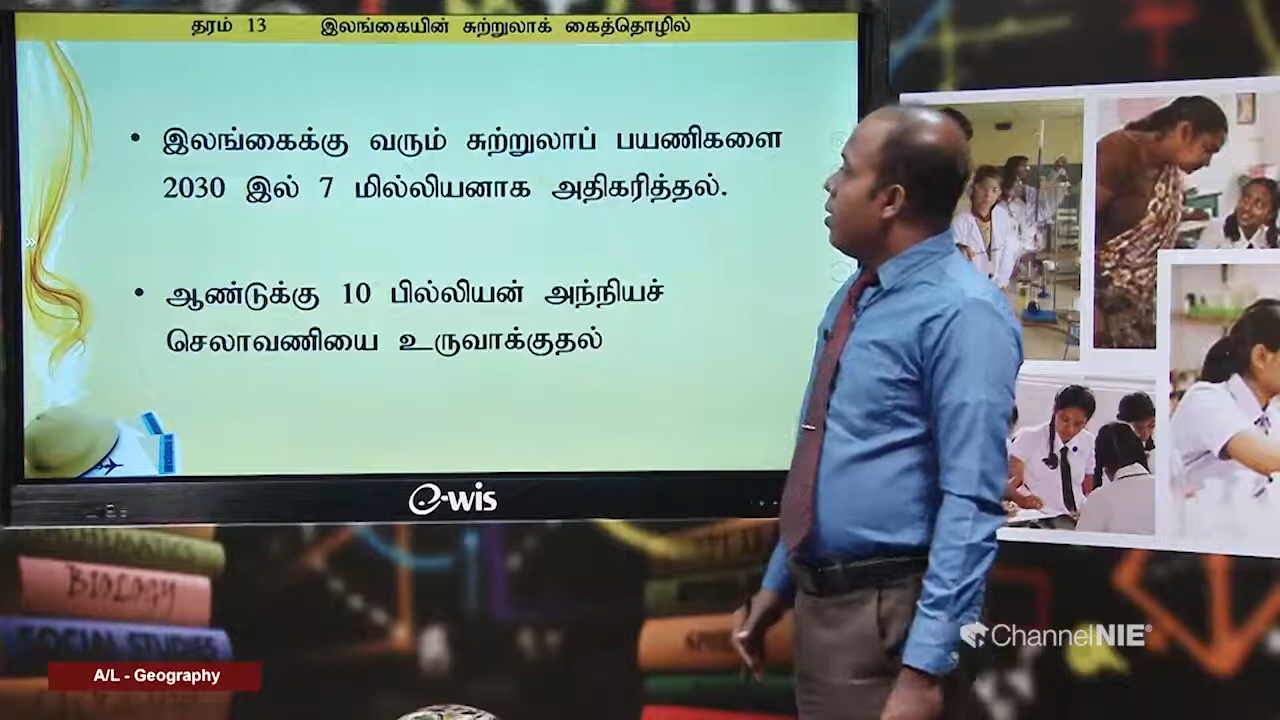 தரம் 13 இலங்கையின் சுற்றுலாக் கைத்தொழில்
• இலங்கைக்கு வரும் சுற்றுலாப் பயணிகளை
2030 இல் 7 மில்லியனாக அதிகரித்தல்.
• ஆண்டுக்கு 10 பில்லியன் அந்நியச்
செலாவணியை உருவாக்குதல்
e-wis
MATHEMATICS
BIOLOGY
SOCIAL STUDIES
ChannelNIE®
A/L - Geography